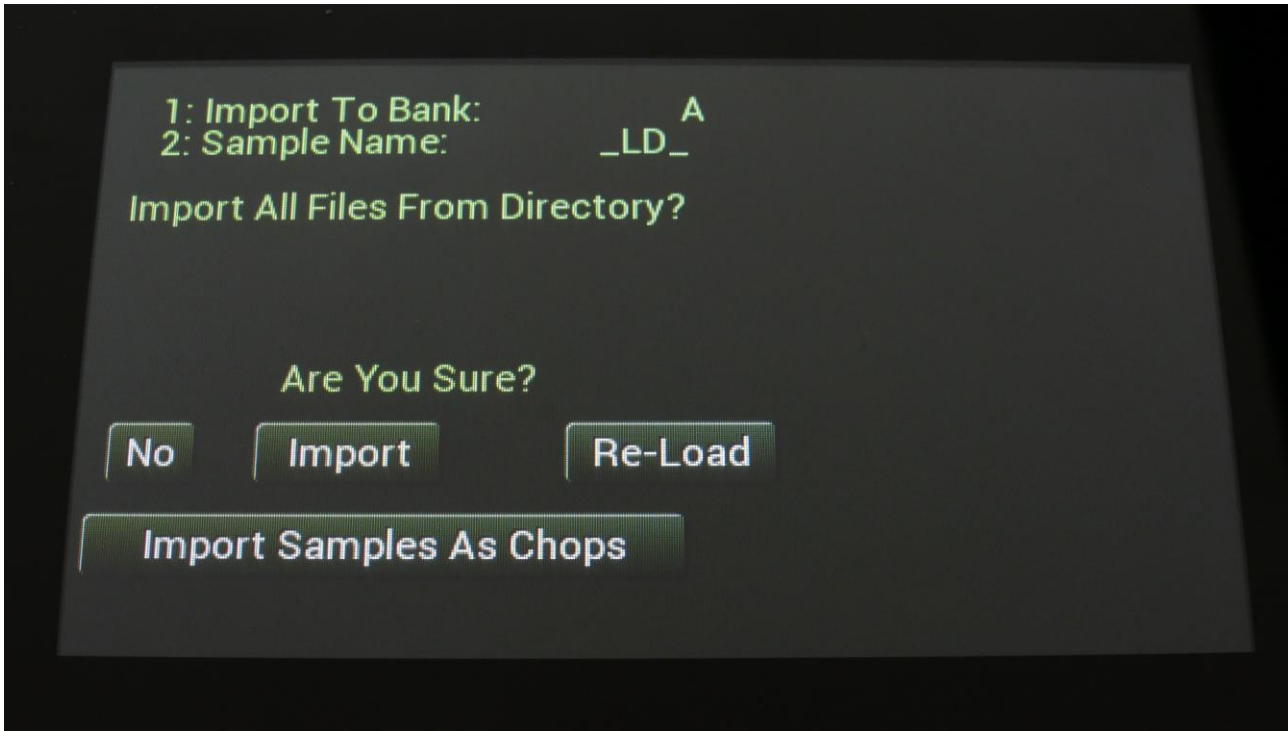 1: Import To Bank: A
2: Sample Name: _LD_
Import All Files From Directory?
Are You Sure?
No Import Re-Load
Import Samples As Chops